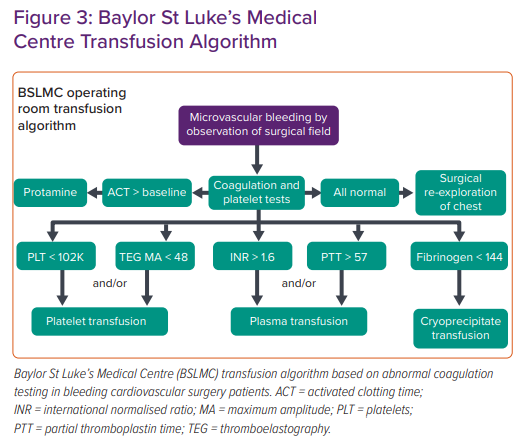 Figure 3: Baylor St Luke’s Medical
Centre Transfusion Algorithm
BSLMC operating
room transfusion
algorithm
Microvascular bleeding by
observation of surgical field
Protamine
ACT > baseline
Coagulation and
platelet tests
All normal
Surgical
re-exploration
of chest
PLT < 102K
TEG MA < 48
INR > 1.6
PTT > 57
Fibrinogen < 144
and/or
and/or
Platelet transfusion
Plasma transfusion
Cryoprecipitate
transfusion
Baylor St Luke’s Medical Centre (BSLMC) transfusion algorithm based on abnormal coagulation
testing in bleeding cardiovascular surgery patients. ACT = activated clotting time;
INR = international normalised ratio; MA = maximum amplitude; PLT = platelets;
PTT = partial thromboplastin time; TEG = thromboelastography.